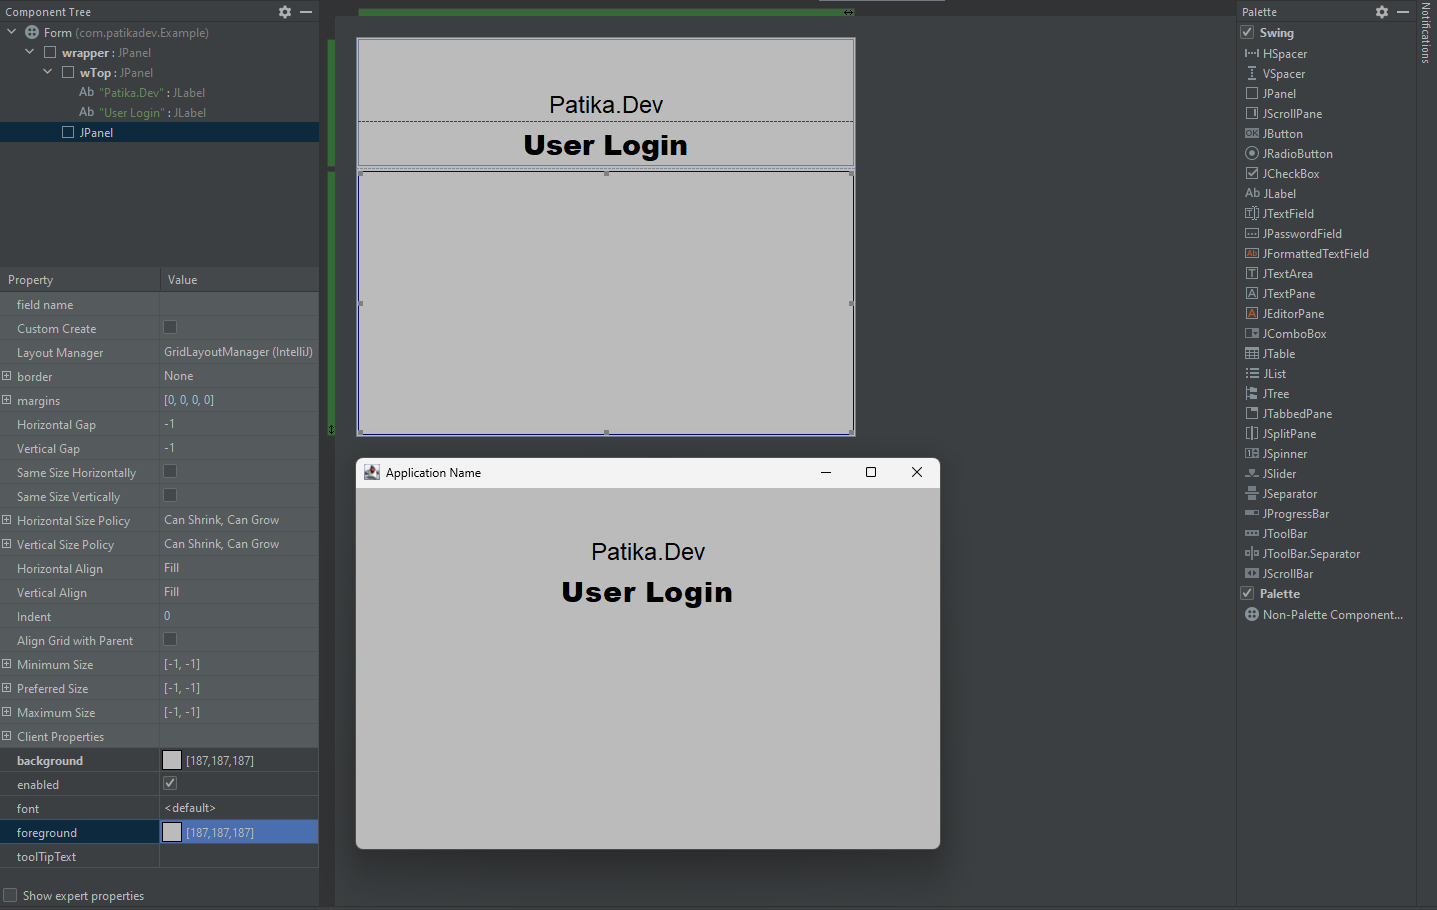 Component Tree
Form (com.patikadev.Example)
wrapper : JPanel
wTop : JPanel
Ab "Patika.Dev" : JLabel
Ab "User Login" : JLabel
JPanel
Property Value
field name
Custom Create
Layout Manager GridLayoutManager (IntelliJ)
border None
margins [0, 0, 0, 0]
Horizontal Gap -1
Vertical Gap -1
Same Size Horizontally
Same Size Vertically
Horizontal Size Policy Can Shrink, Can Grow
Vertical Size Policy Can Shrink, Can Grow
Horizontal Align Fill
Vertical Align Fill
Indent 0
Align Grid with Parent
Minimum Size [-1, -1]
Preferred Size [-1, -1]
Maximum Size [-1, -1]
Client Properties
background [187,187,187]
enabled
font <default>
foreground [187,187,187]
toolTipText
Show expert properties
Patika.Dev
User Login
Application Name
Patika.Dev
User Login
Palette
Swing
HSpacer
VSpacer
JPanel
JScrollPane
OK JButton
JRadioButton
JCheckBox
Ab JLabel
JTextField
JPasswordField
Ab JFormattedTextField
T JTextArea
A JTextPane
A JEditorPane
JComboBox
JTable
JList
JTree
JTabbedPane
JSplitPane
JSpinner
JSlider
JSeparator
JProgressBar
JToolBar
JToolBar.Separator
JScrollBar
Palette
Non-Palette Component...
Notifications